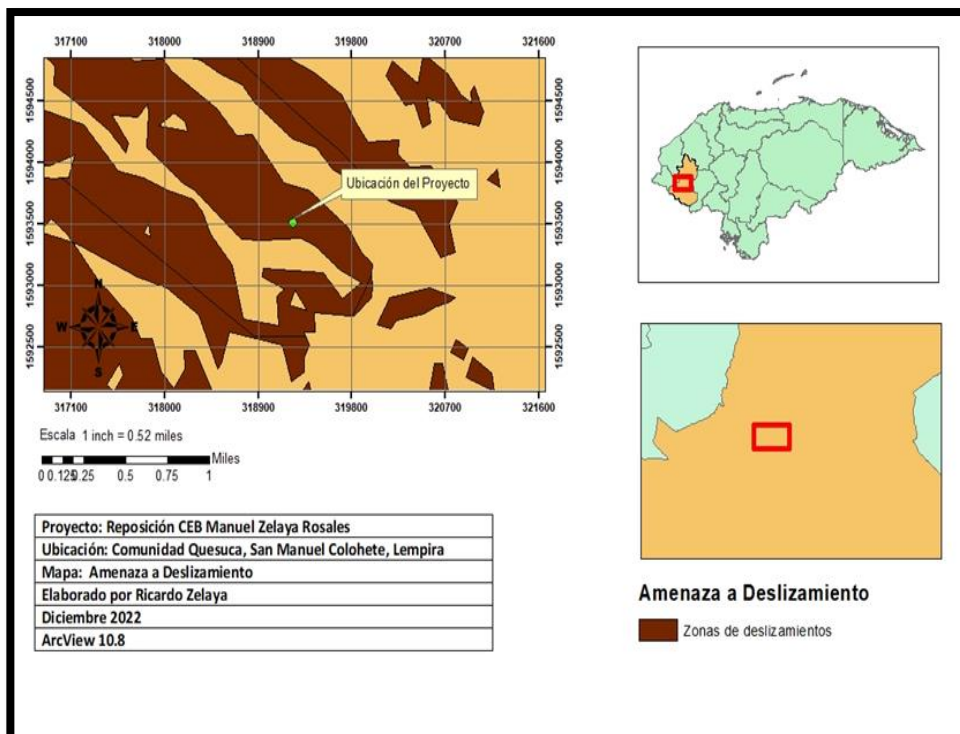 317100 318000 318900 319800 320700 321600
1594500 1594500
1594000 1594000
Ubicación del Proyecto
1593500 1593500
1593000 1593000
N
W E
S
1592500 1592500
317100 318000 318900 319800 320700 321600
Escala 1 inch = 0.52 miles
Miles
0 0.125 0.25 0.5 0.75 1
Proyecto: Reposición CEB Manuel Zelaya Rosales
Ubicación: Comunidad Quesuca, San Manuel Colohete, Lempira
Mapa: Amenaza a Deslizamiento
Elaborado por Ricardo Zelaya
Diciembre 2022
ArcView 10.8
Amenaza a Deslizamiento
Zonas de deslizamientos